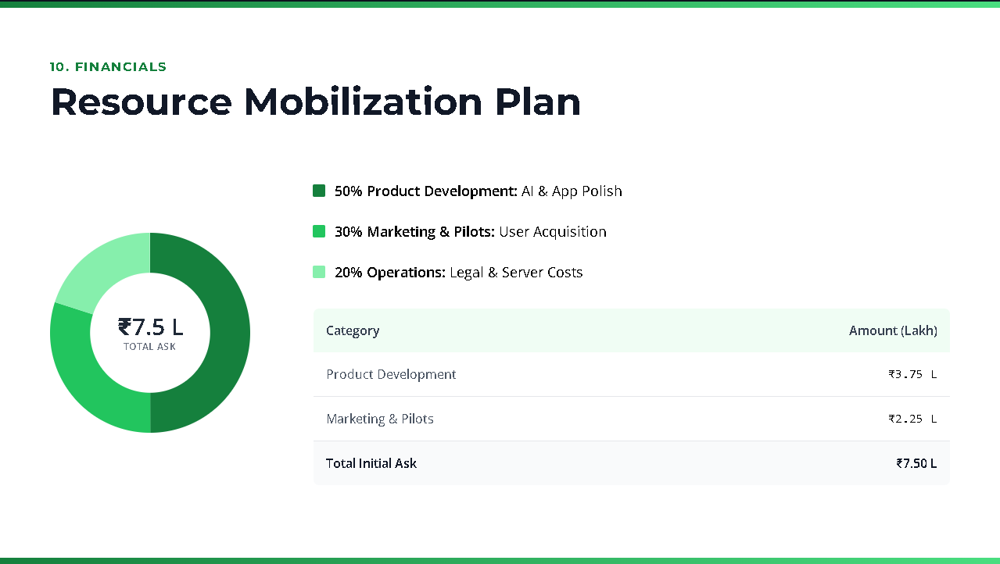 10. FINANCIALS
Resource Mobilization Plan
50% Product Development: AI & App Polish
30% Marketing & Pilots: User Acquisition
20% Operations: Legal & Server Costs
₹7.5 L
TOTAL ASK
Category Amount (Lakh)
Product Development ₹3.75 L
Marketing & Pilots ₹2.25 L
Total Initial Ask ₹7.50 L